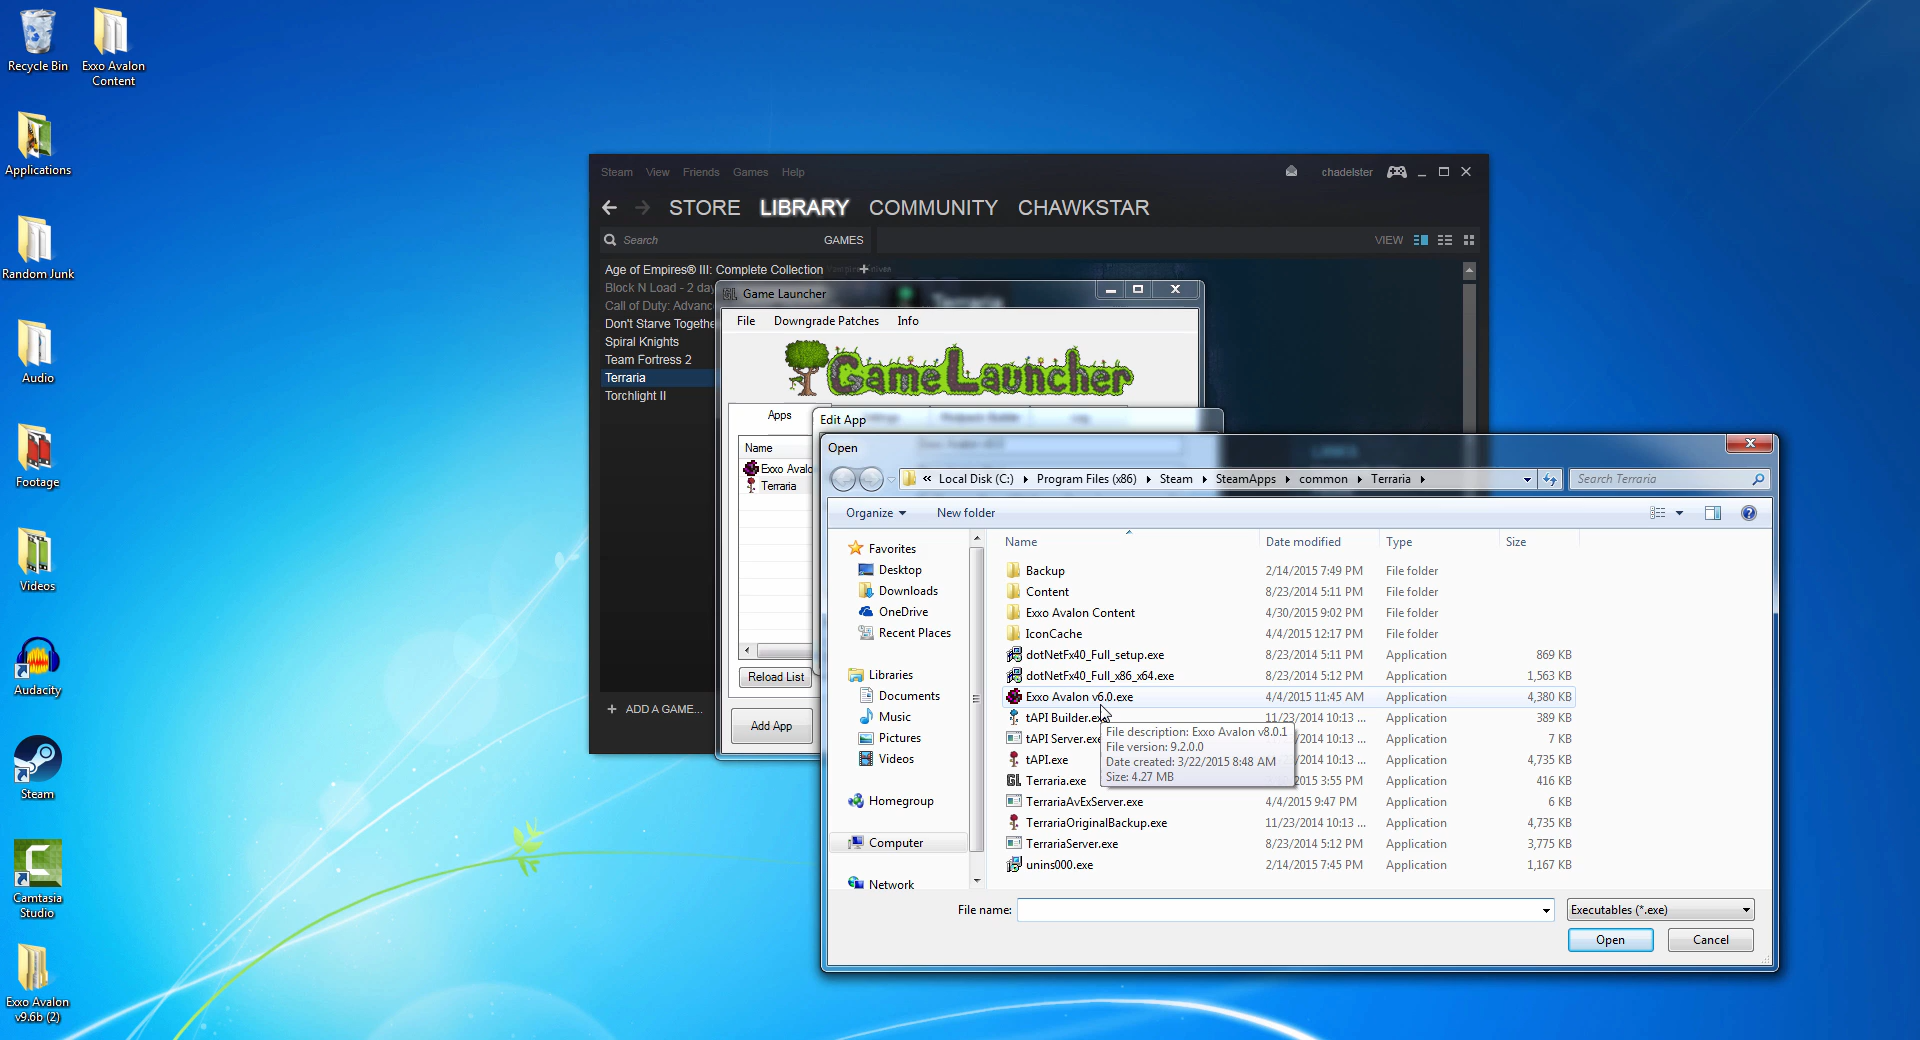 Recycle Bin
Exxo Avalon
Content
Applications
Random Junk
Audio
Footage
Videos
Audacity
Steam
Camtasia
Studio
Exxo Avalon
v9.6b (2)
Steam View Friends Games Help
chadelster
STORE LIBRARY COMMUNITY CHAWKSTAR
Search GAMES
VIEW
Age of Empires® III: Complete Collection
Block N Load - 2 day
Call of Duty: Advanc
Don't Starve Togethe
Spiral Knights
Team Fortress 2
Terraria
Torchlight II
+ ADD A GAME...
Game Launcher
Terraria
File Downgrade Patches Info
GameLauncher
Apps
Name
Exxo Avalo
Terraria
Reload List
Add App
Edit App
LINKS
Open
« Local Disk (C:) Program Files (x86) Steam SteamApps common Terraria
Search Terraria
Organize New folder
Favorites
Desktop
Downloads
OneDrive
Recent Places
Libraries
Documents
Music
Pictures
Videos
Homegroup
Computer
Network
Name Date modified Type Size
Backup 2/14/2015 7:49 PM File folder
Content 8/23/2014 5:11 PM File folder
Exxo Avalon Content 4/30/2015 9:02 PM File folder
IconCache 4/4/2015 12:17 PM File folder
dotNetFx40_Full_setup.exe 8/23/2014 5:11 PM Application 869 KB
dotNetFx40_Full_x86_x64.exe 8/23/2014 5:12 PM Application 1,563 KB
Exxo Avalon v6.0.exe 4/4/2015 11:45 AM Application 4,380 KB
tAPI Builder.exe 11/23/2014 10:13 ... Application 389 KB
tAPI Server.exe 10:13 ... Application 7 KB
tAPI.exe 10:13 ... Application 4,735 KB
Terraria.exe 3:55 PM Application 416 KB
TerrariaAvExServer.exe 4/4/2015 9:47 PM Application 6 KB
TerrariaOriginalBackup.exe 11/23/2014 10:13 ... Application 4,735 KB
TerrariaServer.exe 8/23/2014 5:12 PM Application 3,775 KB
unins000.exe 2/14/2015 7:45 PM Application 1,167 KB
File description: Exxo Avalon v8.0.1
File version: 9.2.0.0
Date created: 3/22/2015 8:48 AM
Size: 4.27 MB
File name:
Executables (*.exe)
Open Cancel